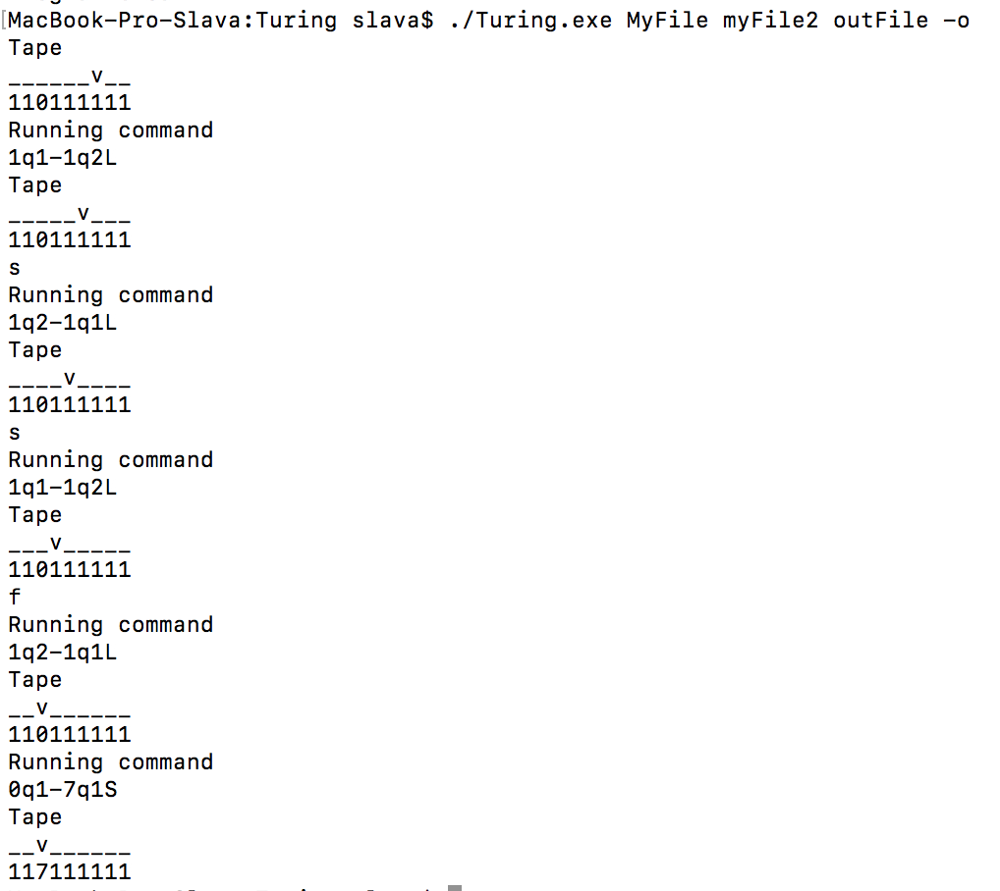 [MacBook-Pro-Slava:Turing slava$ ./Turing.exe MyFile myFile2 outFile -o
Tape
______v__
110111111
Running command
1q1-1q2L
Tape
_____v___
110111111
s
Running command
1q2-1q1L
Tape
____v____
110111111
s
Running command
1q1-1q2L
Tape
___v_____
110111111
f
Running command
1q2-1q1L
Tape
__v______
110111111
Running command
0q1-7q1S
Tape
__v______
117111111